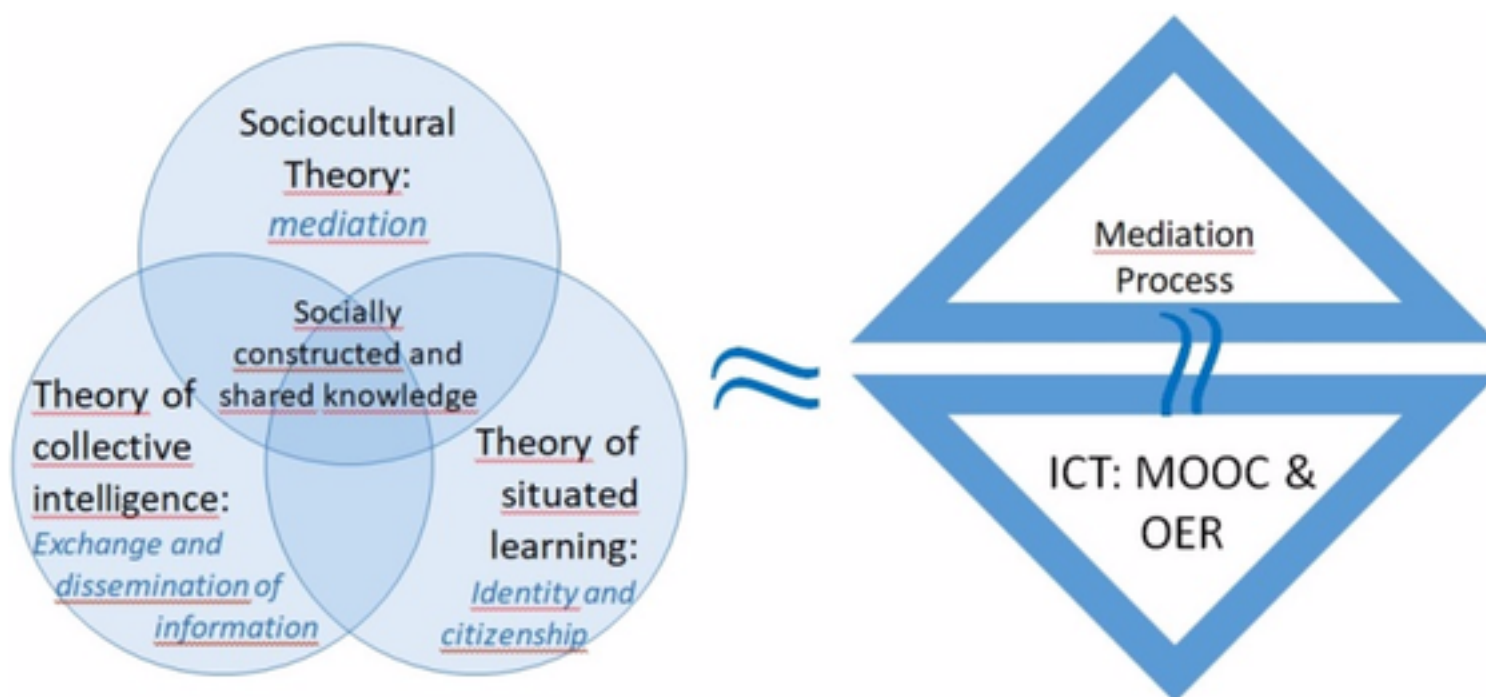 Sociocultural
Theory:
mediation
Socially
constructed and
shared knowledge
Theory of
collective
intelligence:
Exchange and
dissemination of
information
Theory of
situated
learning:
Identity and
citizenship
≈
Mediation
Process
ICT: MOOC &
OER